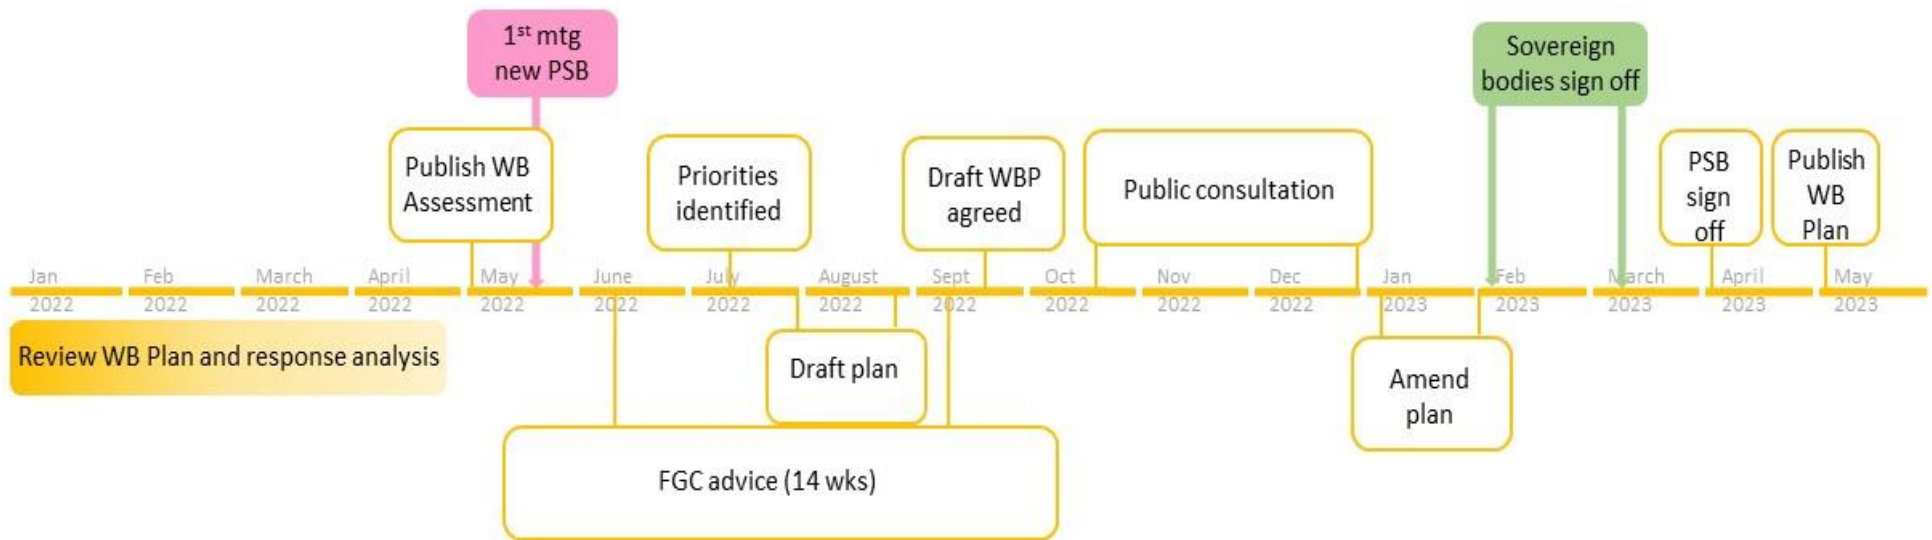 1st mtg
new PSB
Sovereign
bodies sign off
Publish WB
Assessment
Priorities
identified
Draft WBP
agreed
Public consultation
PSB
sign
off
Publish
WB
Plan
Jan
2022
Feb
2022
March
2022
April
2022
May
2022
June
2022
July
2022
August
2022
Sept
2022
Oct
2022
Nov
2022
Dec
2022
Jan
2023
Feb
2023
March
2023
April
2023
May
2023
Review WB Plan and response analysis
Draft plan
Amend
plan
FGC advice (14 wks)